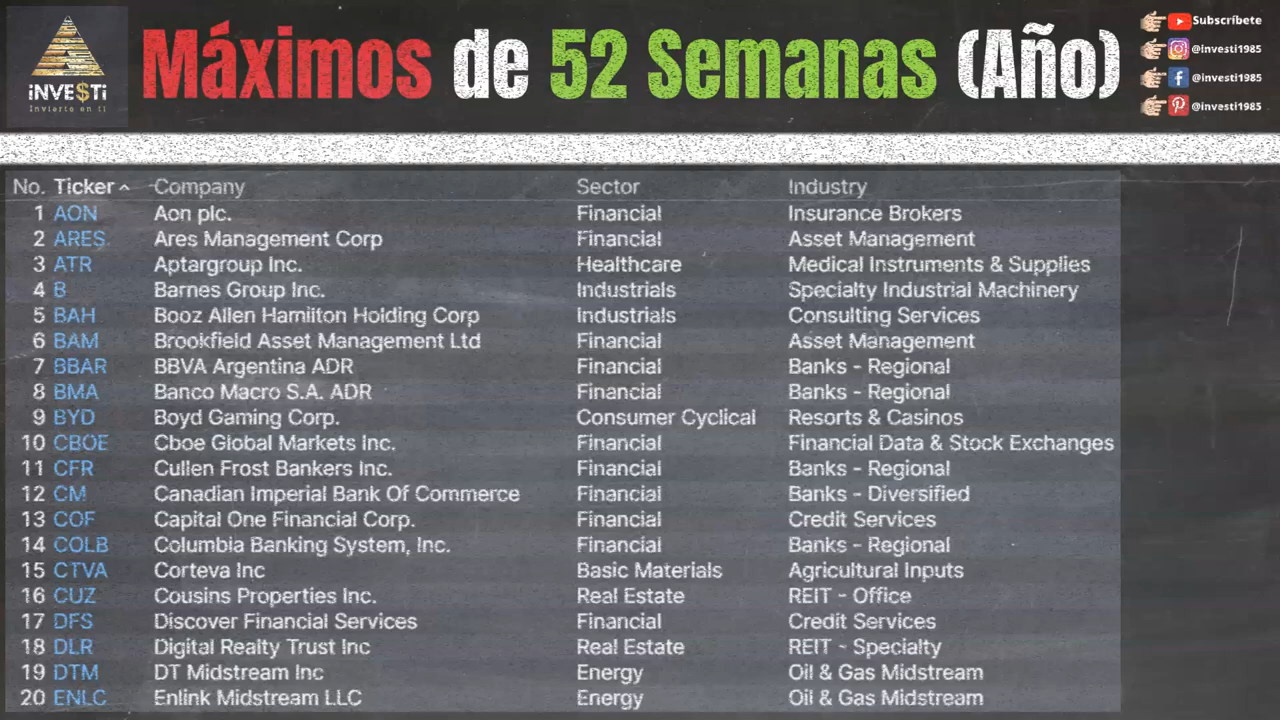 iNVE$Ti
Invierte en ti
Máximos de 52 Semanas (Año)
Subscríbete
@investi1985
@investi1985
@investi1985
No. Ticker Company Sector Industry
1 AON Aon plc. Financial Insurance Brokers
2 ARES Ares Management Corp Financial Asset Management
3 ATR Aptargroup Inc. Healthcare Medical Instruments & Supplies
4 B Barnes Group Inc. Industrials Specialty Industrial Machinery
5 BAH Booz Allen Hamilton Holding Corp Industrials Consulting Services
6 BAM Brookfield Asset Management Ltd Financial Asset Management
7 BBAR BBVA Argentina ADR Financial Banks - Regional
8 BMA Banco Macro S.A. ADR Financial Banks - Regional
9 BYD Boyd Gaming Corp. Consumer Cyclical Resorts & Casinos
10 CBOE Cboe Global Markets Inc. Financial Financial Data & Stock Exchanges
11 CFR Cullen Frost Bankers Inc. Financial Banks - Regional
12 CM Canadian Imperial Bank Of Commerce Financial Banks - Diversified
13 COF Capital One Financial Corp. Financial Credit Services
14 COLB Columbia Banking System, Inc. Financial Banks - Regional
15 CTVA Corteva Inc Basic Materials Agricultural Inputs
16 CUZ Cousins Properties Inc. Real Estate REIT - Office
17 DFS Discover Financial Services Financial Credit Services
18 DLR Digital Realty Trust Inc Real Estate REIT - Specialty
19 DTM DT Midstream Inc Energy Oil & Gas Midstream
20 ENLC Enlink Midstream LLC Energy Oil & Gas Midstream